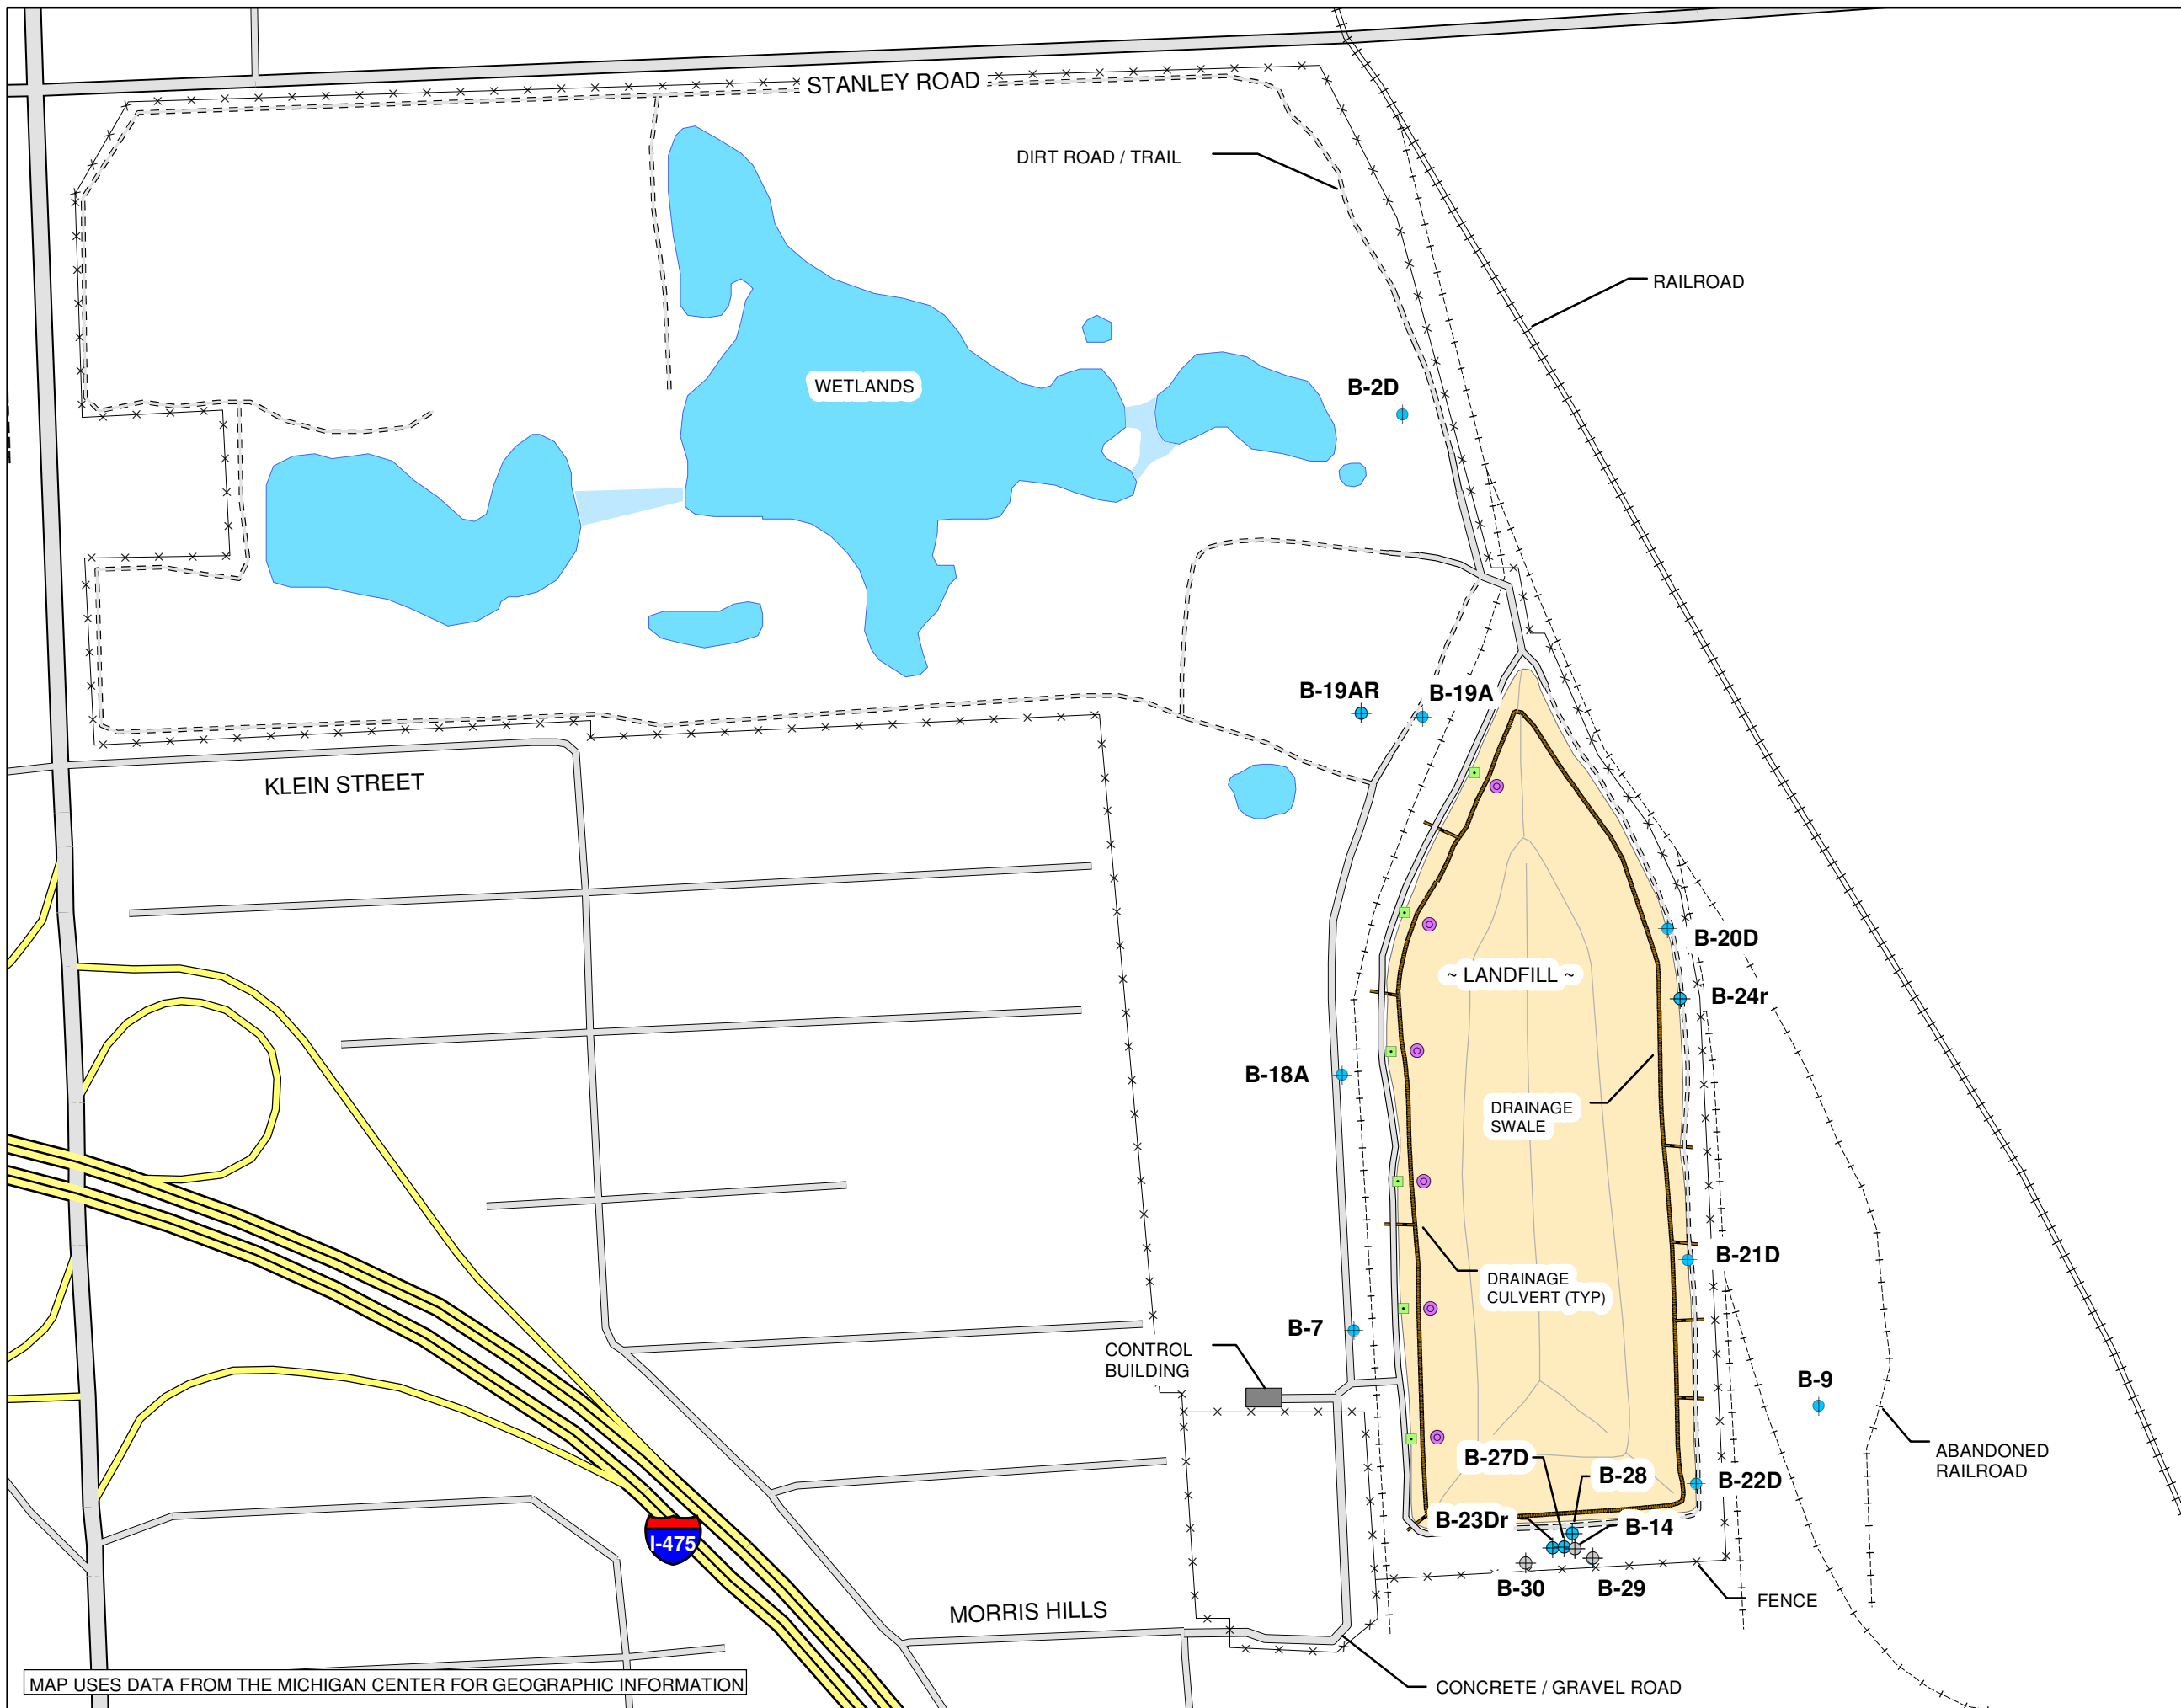 STANLEY ROAD
DIRT ROAD / TRAIL
RAILROAD
WETLANDS
B-2D
B-19AR
B-19A
KLEIN STREET
B-20D
~ LANDFILL ~
B-24r
B-18A
DRAINAGE
SWALE
B-21D
DRAINAGE
CULVERT (TYP)
B-7
CONTROL
BUILDING
B-9
ABANDONED
RAILROAD
B-27D
B-28
B-22D
B-23Dr
B-14
I-475
B-30
B-29
FENCE
MORRIS HILLS
MAP USES DATA FROM THE MICHIGAN CENTER FOR GEOGRAPHIC INFORMATION
CONCRETE / GRAVEL ROAD